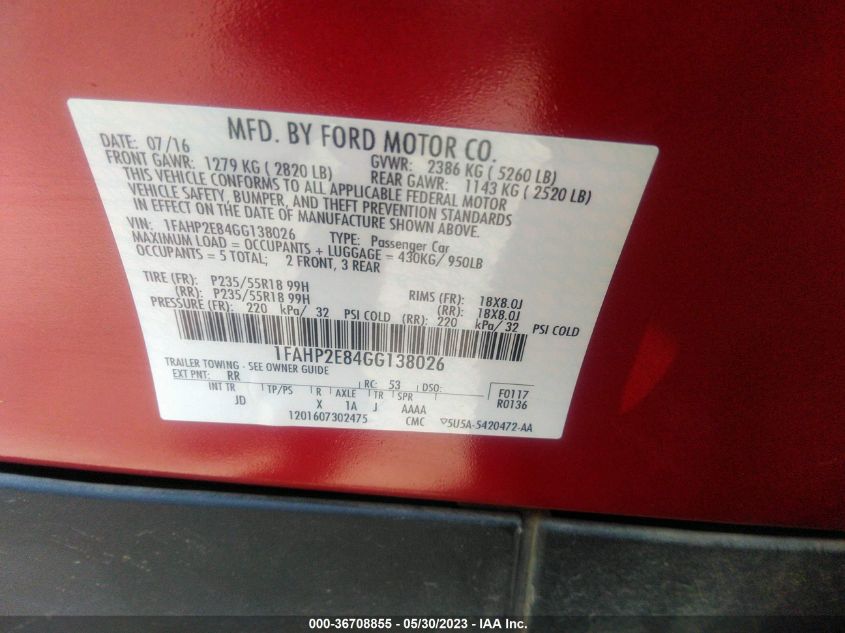 MFD. BY FORD MOTOR CO.
DATE: 07/16 GVWR: 2386 KG ( 5260 LB)
FRONT GAWR: 1279 KG ( 2820 LB) REAR GAWR: 1143 KG ( 2520 LB)
THIS VEHICLE CONFORMS TO ALL APPLICABLE FEDERAL MOTOR
VEHICLE SAFETY, BUMPER, AND THEFT PREVENTION STANDARDS
IN EFFECT ON THE DATE OF MANUFACTURE SHOWN ABOVE.
VIN: 1FAHP2E84GG138026 TYPE: Passenger Car
MAXIMUM LOAD = OCCUPANTS + LUGGAGE = 430KG/ 950LB
OCCUPANTS = 5 TOTAL; 2 FRONT, 3 REAR
TIRE (FR): P235/55R18 99H RIMS (FR): 18X8.0J
(RR): P235/55R18 99H (RR): 18X8.0J
PRESSURE (FR): 220 kPa/ 32 PSI COLD (RR): 220 kPa/ 32 PSI COLD
1FAHP2E84GG138026
TRAILER TOWING - SEE OWNER GUIDE
EXT PNT: RR RC: 53 DSO: F0117
INT TR TP/PS R AXLE TR SPR R0136
JD X 1A J AAAA
1201607302475 CMC 5U5A-5420472-AA
000-36708855 - 05/30/2023 - IAA Inc.